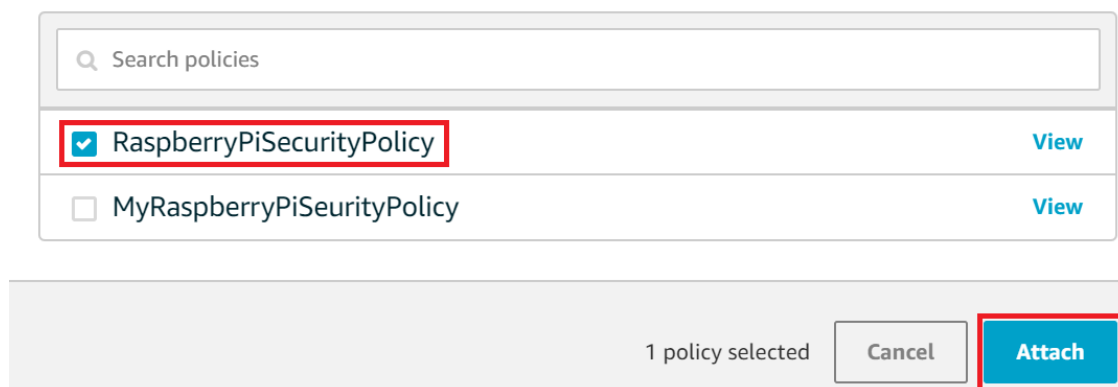 Search policies
RaspberryPiSecurityPolicy View
MyRaspberryPiSeurityPolicy View
1 policy selected Cancel Attach